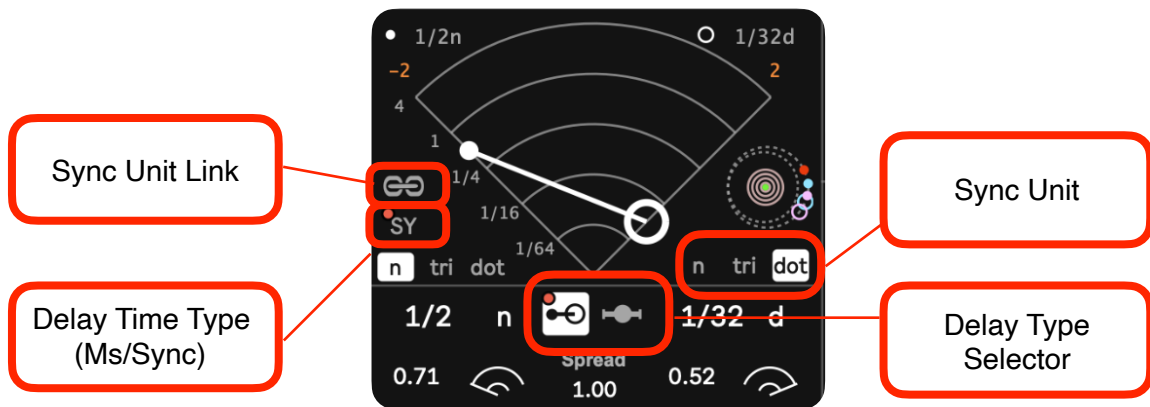 1/2n
1/32d
-2
2
4
1
1/4
1/16
1/64
Sync Unit Link
SY
Sync Unit
n tri dot
n tri dot
Delay Time Type
(Ms/Sync)
1/2 n
1/32 d
Delay Type
Selector
Spread
0.71
1.00
0.52